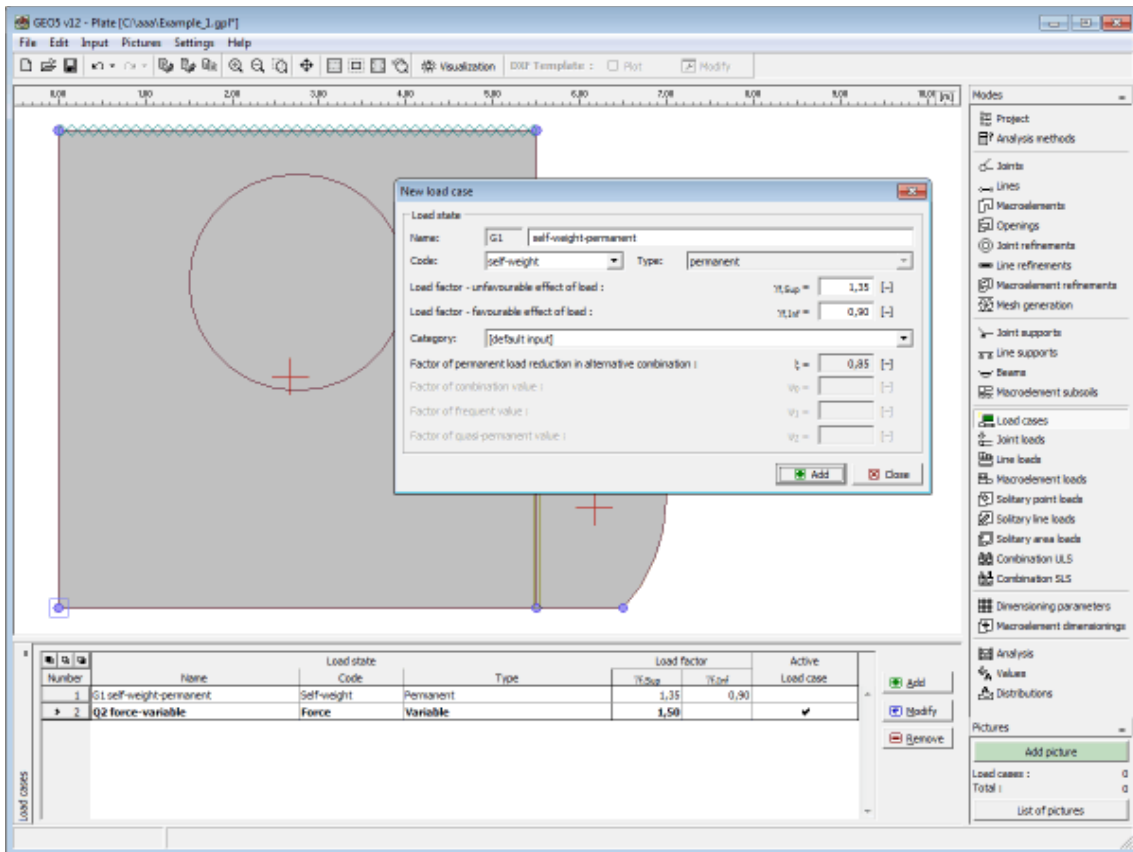 GEO5 v12 - Plate [C:\aaa\Example_1.gpl*]
File Edit Input Pictures Settings Help
Visualization DXF Template : Plot Modify
0,00 1,00 2,00 3,00 4,00 5,00 6,00 7,00 8,00 9,00 10,00 [m]
New load case
Load state
Name: G1 self-weight-permanent
Code: self-weight Type: permanent
Load factor - unfavourable effect of load : γf,Sup = 1,35 [–]
Load factor - favourable effect of load : γf,Inf = 0,90 [–]
Category: [default input]
Factor of permanent load reduction in alternative combination : ξ = 0,85 [–]
Factor of combination value : ψ0 = [–]
Factor of frequent value : ψ1 = [–]
Factor of quasi-permanent value : ψ2 = [–]
Add Close
Modes
Project
Analysis methods
Joints
Lines
Macroelements
Openings
Joint refinements
Line refinements
Macroelement refinements
Mesh generation
Joint supports
Line supports
Beams
Macroelement subsoils
Load cases
Joint loads
Line loads
Macroelement loads
Solitary point loads
Solitary line loads
Solitary area loads
Combination ULS
Combination SLS
Dimensioning parameters
Macroelement dimensionings
Analysis
Values
Distributions
Load state Load factor Active
Number Name Code Type γf,Sup γf,Inf Load case
1 G1 self-weight-permanent Self-weight Permanent 1,35 0,90
2 Q2 force-variable Force Variable 1,50 ✔
Add
Modify
Remove
Load cases
Pictures
Add picture
Load cases : 0
Total : 0
List of pictures